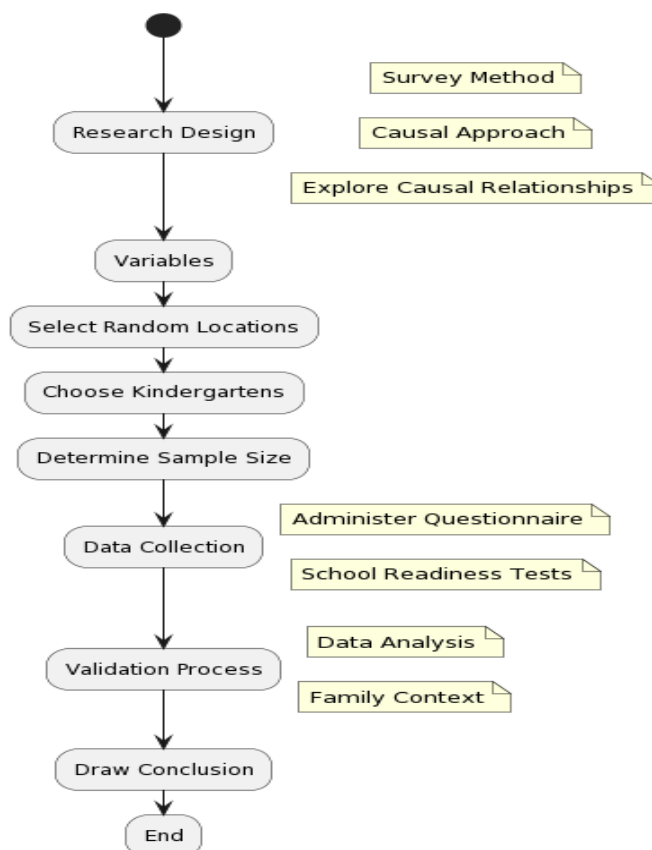 Survey Method
Research Design
Causal Approach
Explore Causal Relationships
Variables
Select Random Locations
Choose Kindergartens
Determine Sample Size
Administer Questionnaire
Data Collection
School Readiness Tests
Data Analysis
Validation Process
Family Context
Draw Conclusion
End